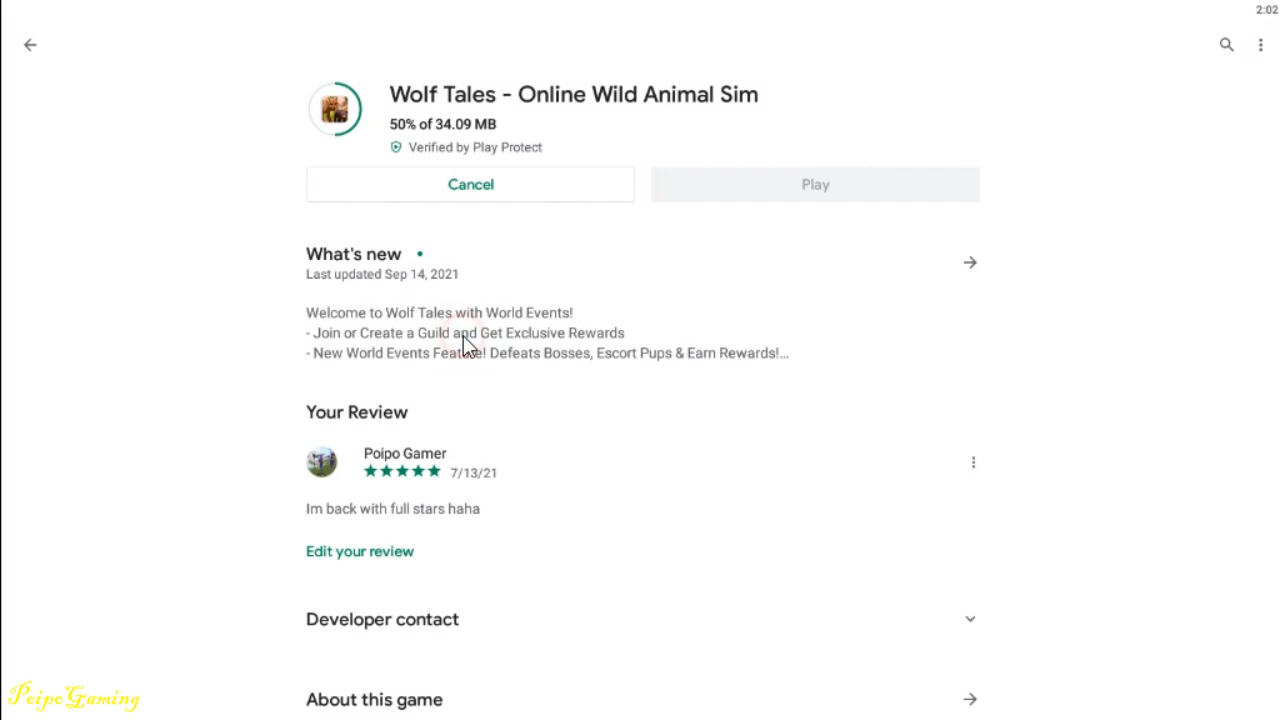 2:02
Wolf Tales - Online Wild Animal Sim
50% of 34.09 MB
Verified by Play Protect
Cancel
Play
What's new
Last updated Sep 14, 2021
Welcome to Wolf Tales with World Events!
- Join or Create a Guild and Get Exclusive Rewards
- New World Events Feature! Defeats Bosses, Escort Pups & Earn Rewards!...
Your Review
Poipo Gamer
7/13/21
Im back with full stars haha
Edit your review
Developer contact
About this game
PoipoGaming